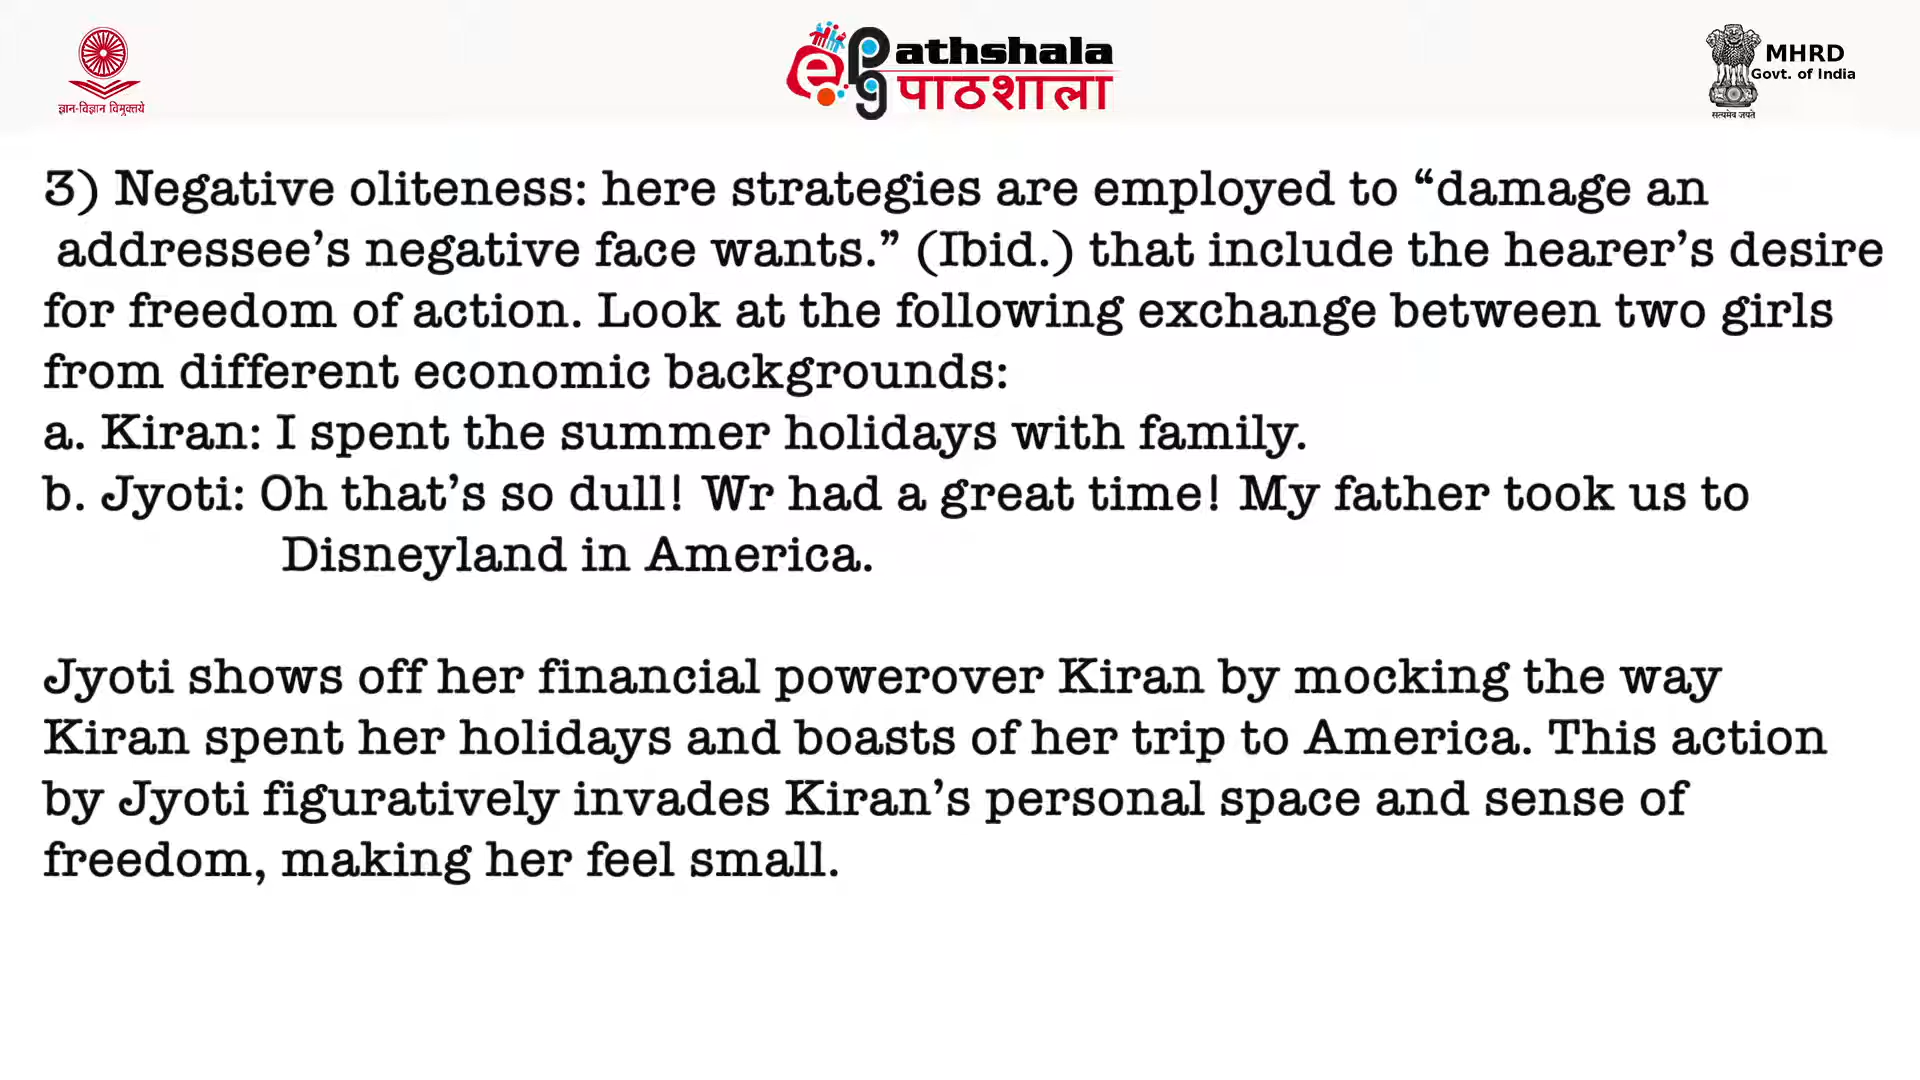 ज्ञान-विज्ञान विमुक्तये
ePathshala
पाठशाला
MHRD
Govt. of India
सत्यमेव जयते
3) Negative oliteness: here strategies are employed to “damage an
addressee’s negative face wants.” (Ibid.) that include the hearer’s desire
for freedom of action. Look at the following exchange between two girls
from different economic backgrounds:
a. Kiran: I spent the summer holidays with family.
b. Jyoti: Oh that’s so dull! Wr had a great time! My father took us to
Disneyland in America.
Jyoti shows off her financial powerover Kiran by mocking the way
Kiran spent her holidays and boasts of her trip to America. This action
by Jyoti figuratively invades Kiran’s personal space and sense of
freedom, making her feel small.